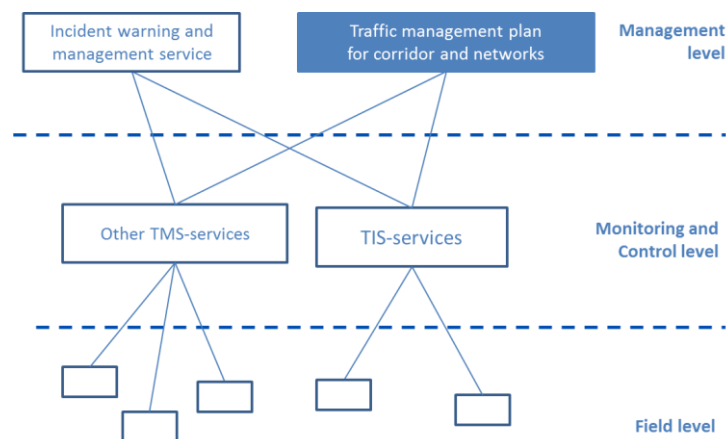 Incident warning and
management service
Traffic management plan
for corridor and networks
Management
level
Other TMS-services
TIS-services
Monitoring and
Control level
Field level